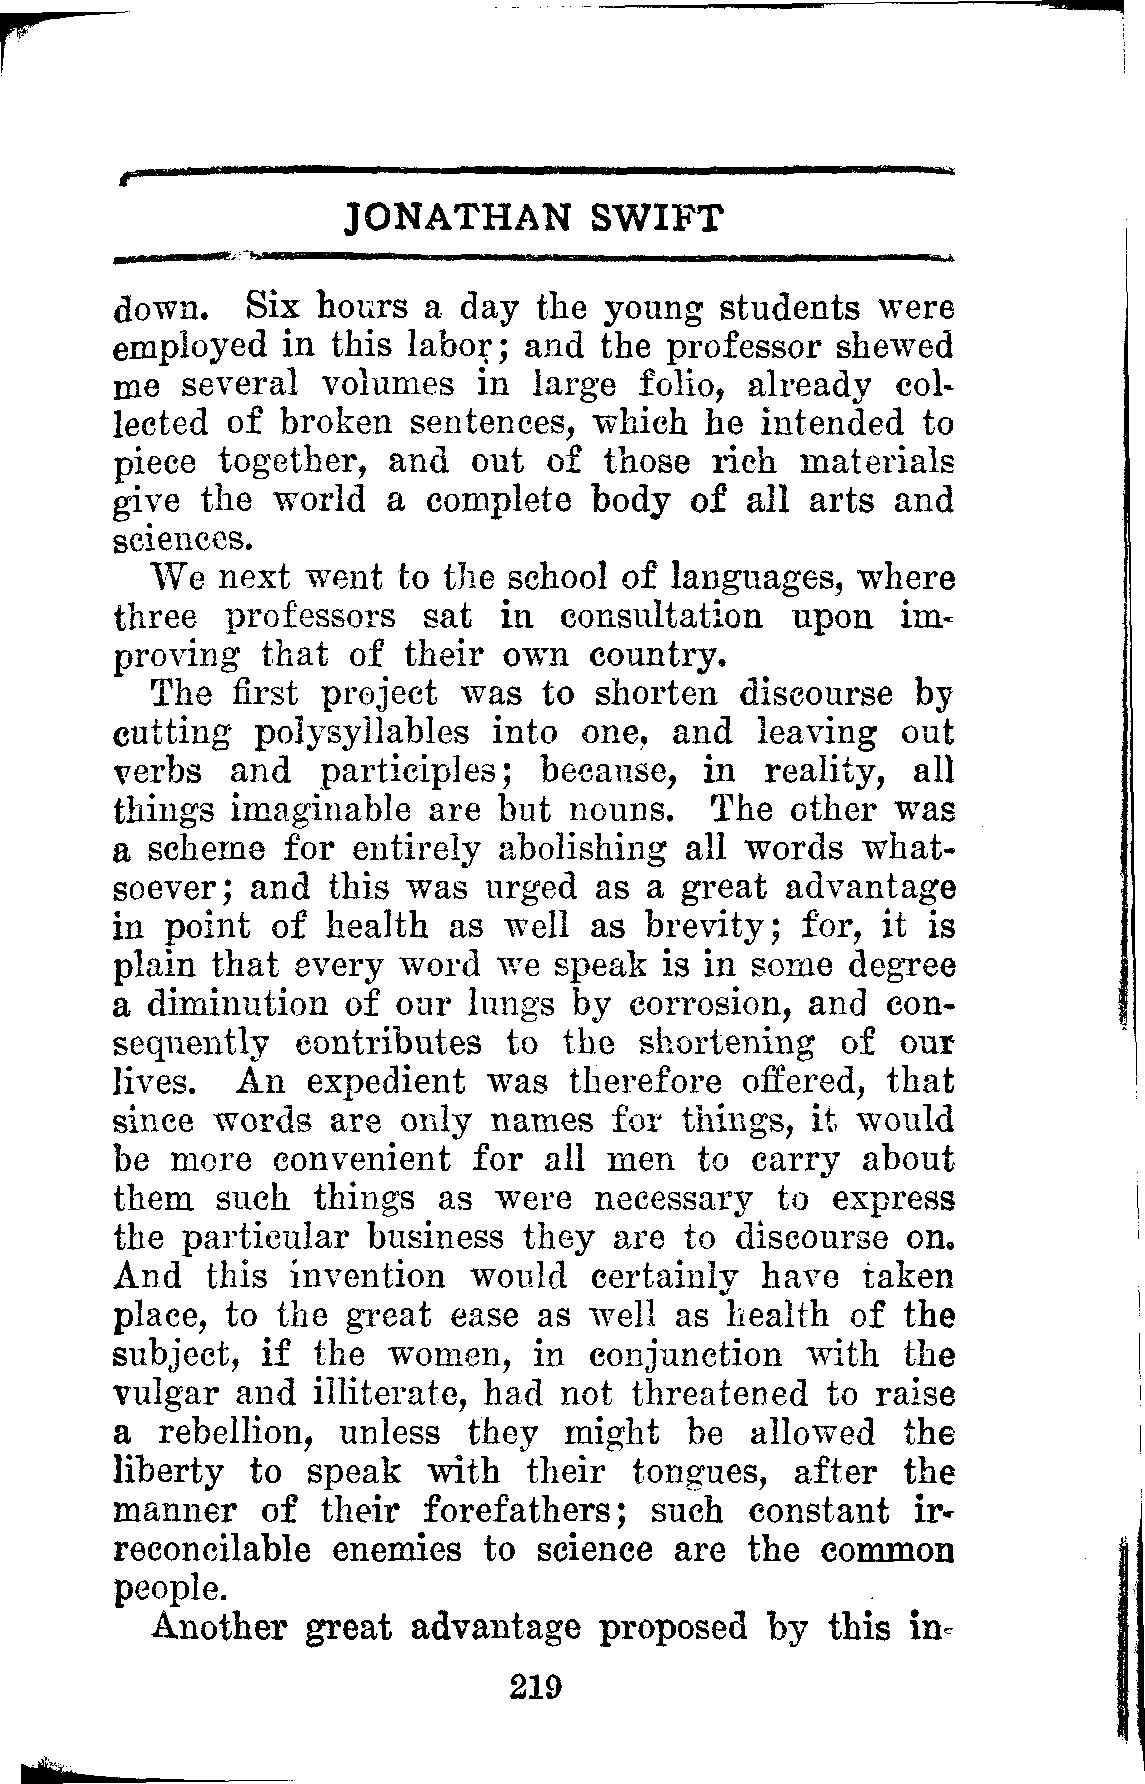 JONATHAN SWIFT
down. Six hours a day the young students were
employed in this labor; and the professor shewed
me several volumes in large folio, already col-
lected of broken sentences, which he intended to
piece together, and out of those rich materials
give the world a complete body of all arts and
sciences.
We next went to the school of languages, where
three professors sat in consultation upon im-
proving that of their own country.
The first project was to shorten discourse by
cutting polysyllables into one, and leaving out
verbs and participles; because, in reality, all
things imaginable are but nouns. The other was
a scheme for entirely abolishing all words what-
soever; and this was urged as a great advantage
in point of health as well as brevity; for, it is
plain that every word we speak is in some degree
a diminution of our lungs by corrosion, and con-
sequently contributes to the shortening of our
lives. An expedient was therefore offered, that
since words are only names for things, it would
be more convenient for all men to carry about
them such things as were necessary to express
the particular business they are to discourse on.
And this invention would certainly have taken
place, to the great ease as well as health of the
subject, if the women, in conjunction with the
vulgar and illiterate, had not threatened to raise
a rebellion, unless they might be allowed the
liberty to speak with their tongues, after the
manner of their forefathers; such constant ir-
reconcilable enemies to science are the common
people.
Another great advantage proposed by this in-
219